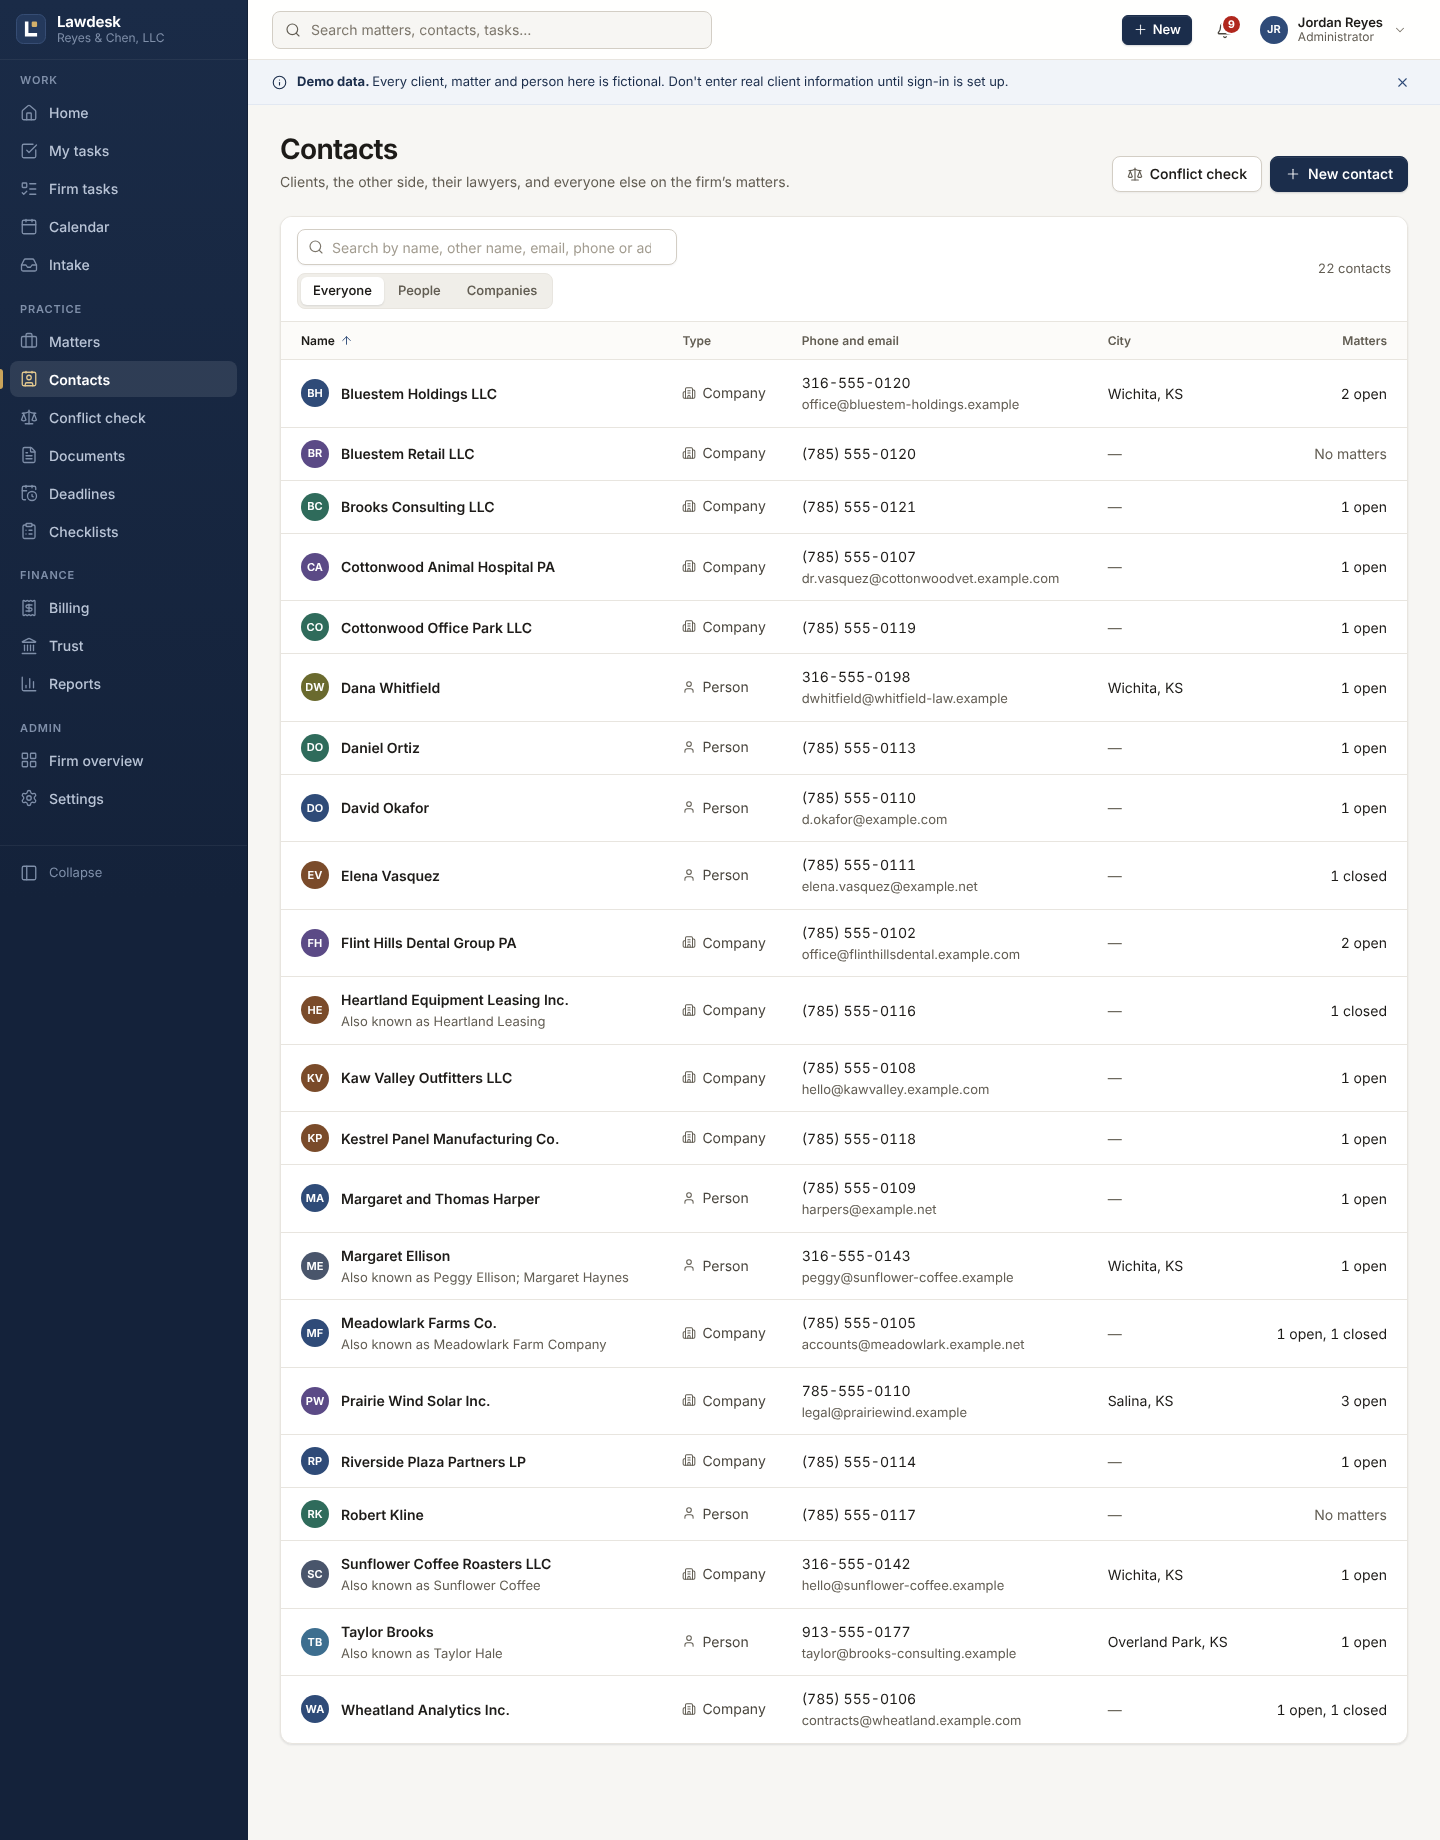 Lawdesk
Reyes & Chen, LLC
WORK
Home
My tasks
Firm tasks
Calendar
Intake
PRACTICE
Matters
Contacts
Conflict check
Documents
Deadlines
Checklists
FINANCE
Billing
Trust
Reports
ADMIN
Firm overview
Settings
Collapse
Search matters, contacts, tasks...
New
9
JR
Jordan Reyes
Administrator
Demo data. Every client, matter and person here is fictional. Don't enter real client information until sign-in is set up.
Contacts
Clients, the other side, their lawyers, and everyone else on the firm's matters.
Conflict check
New contact
Search by name, other name, email, phone or ad
22 contacts
Everyone People Companies
Name Type Phone and email City Matters
BH Bluestem Holdings LLC Company 316-555-0120 Wichita, KS 2 open
office@bluestem-holdings.example
BR Bluestem Retail LLC Company (785) 555-0120 — No matters
BC Brooks Consulting LLC Company (785) 555-0121 — 1 open
CA Cottonwood Animal Hospital PA Company (785) 555-0107 — 1 open
dr.vasquez@cottonwoodvet.example.com
CO Cottonwood Office Park LLC Company (785) 555-0119 — 1 open
DW Dana Whitfield Person 316-555-0198 Wichita, KS 1 open
dwhitfield@whitfield-law.example
DO Daniel Ortiz Person (785) 555-0113 — 1 open
DO David Okafor Person (785) 555-0110 — 1 open
d.okafor@example.com
EV Elena Vasquez Person (785) 555-0111 — 1 closed
elena.vasquez@example.net
FH Flint Hills Dental Group PA Company (785) 555-0102 — 2 open
office@flinthillsdental.example.com
HE Heartland Equipment Leasing Inc. Company (785) 555-0116 — 1 closed
Also known as Heartland Leasing
KV Kaw Valley Outfitters LLC Company (785) 555-0108 — 1 open
hello@kawvalley.example.com
KP Kestrel Panel Manufacturing Co. Company (785) 555-0118 — 1 open
MA Margaret and Thomas Harper Person (785) 555-0109 — 1 open
harpers@example.net
ME Margaret Ellison Person 316-555-0143 Wichita, KS 1 open
Also known as Peggy Ellison; Margaret Haynes peggy@sunflower-coffee.example
MF Meadowlark Farms Co. Company (785) 555-0105 — 1 open, 1 closed
Also known as Meadowlark Farm Company accounts@meadowlark.example.net
PW Prairie Wind Solar Inc. Company 785-555-0110 Salina, KS 3 open
legal@prairiewind.example
RP Riverside Plaza Partners LP Company (785) 555-0114 — 1 open
RK Robert Kline Person (785) 555-0117 — No matters
SC Sunflower Coffee Roasters LLC Company 316-555-0142 Wichita, KS 1 open
Also known as Sunflower Coffee hello@sunflower-coffee.example
TB Taylor Brooks Person 913-555-0177 Overland Park, KS 1 open
Also known as Taylor Hale taylor@brooks-consulting.example
WA Wheatland Analytics Inc. Company (785) 555-0106 — 1 open, 1 closed
contracts@wheatland.example.com